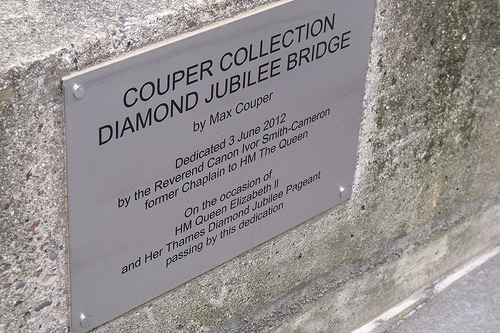 COUPER COLLECTION
DIAMOND JUBILEE BRIDGE
by Max Couper
Dedicated 3 June 2012
by the Reverend Canon Ivor Smith-Cameron
former Chaplain to HM The Queen
On the occasion of
HM Queen Elizabeth II
and Her Thames Diamond Jubilee Pageant
passing by this dedication